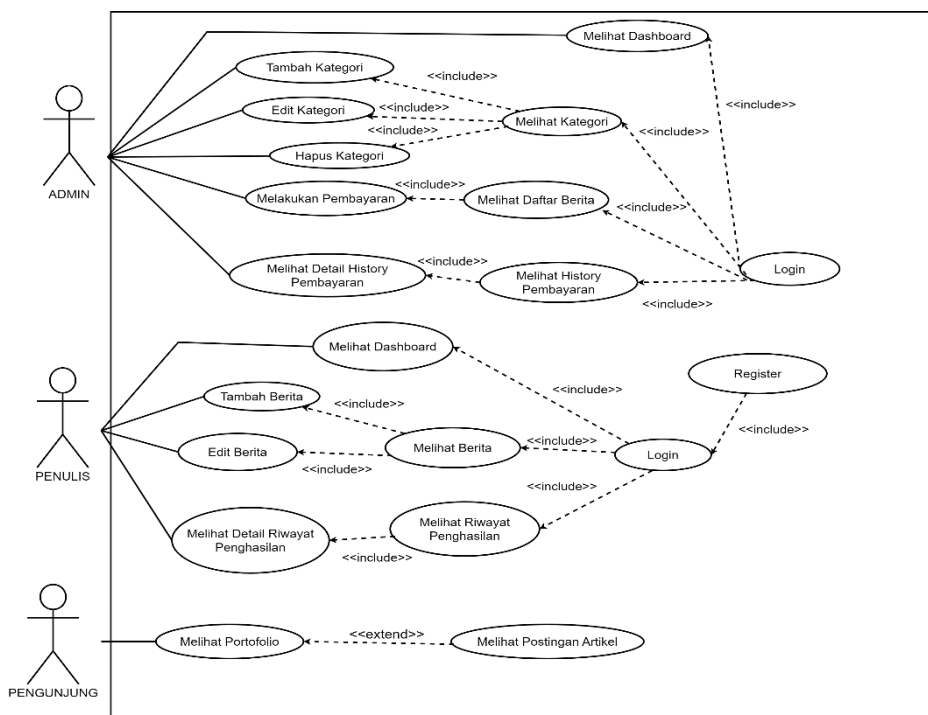 Melihat Dashboard
Tambah Kategori
<<include>>
Edit Kategori
<<include>>
<<include>>
Melihat Kategori
<<include>>
Hapus Kategori
ADMIN
Melakukan Pembayaran
<<include>>
Melihat Daftar Berita
<<include>>
Melihat Detail History
Pembayaran
<<include>>
Melihat History
Pembayaran
<<include>>
Login
Melihat Dashboard
Register
Tambah Berita
<<include>>
<<include>>
<<include>>
PENULIS
Edit Berita
<<include>>
Melihat Berita
<<include>>
Login
<<include>>
Melihat Detail Riwayat
Penghasilan
<<include>>
Melihat Riwayat
Penghasilan
PENGUNJUNG
Melihat Portofolio
<<extend>>
Melihat Postingan Artikel